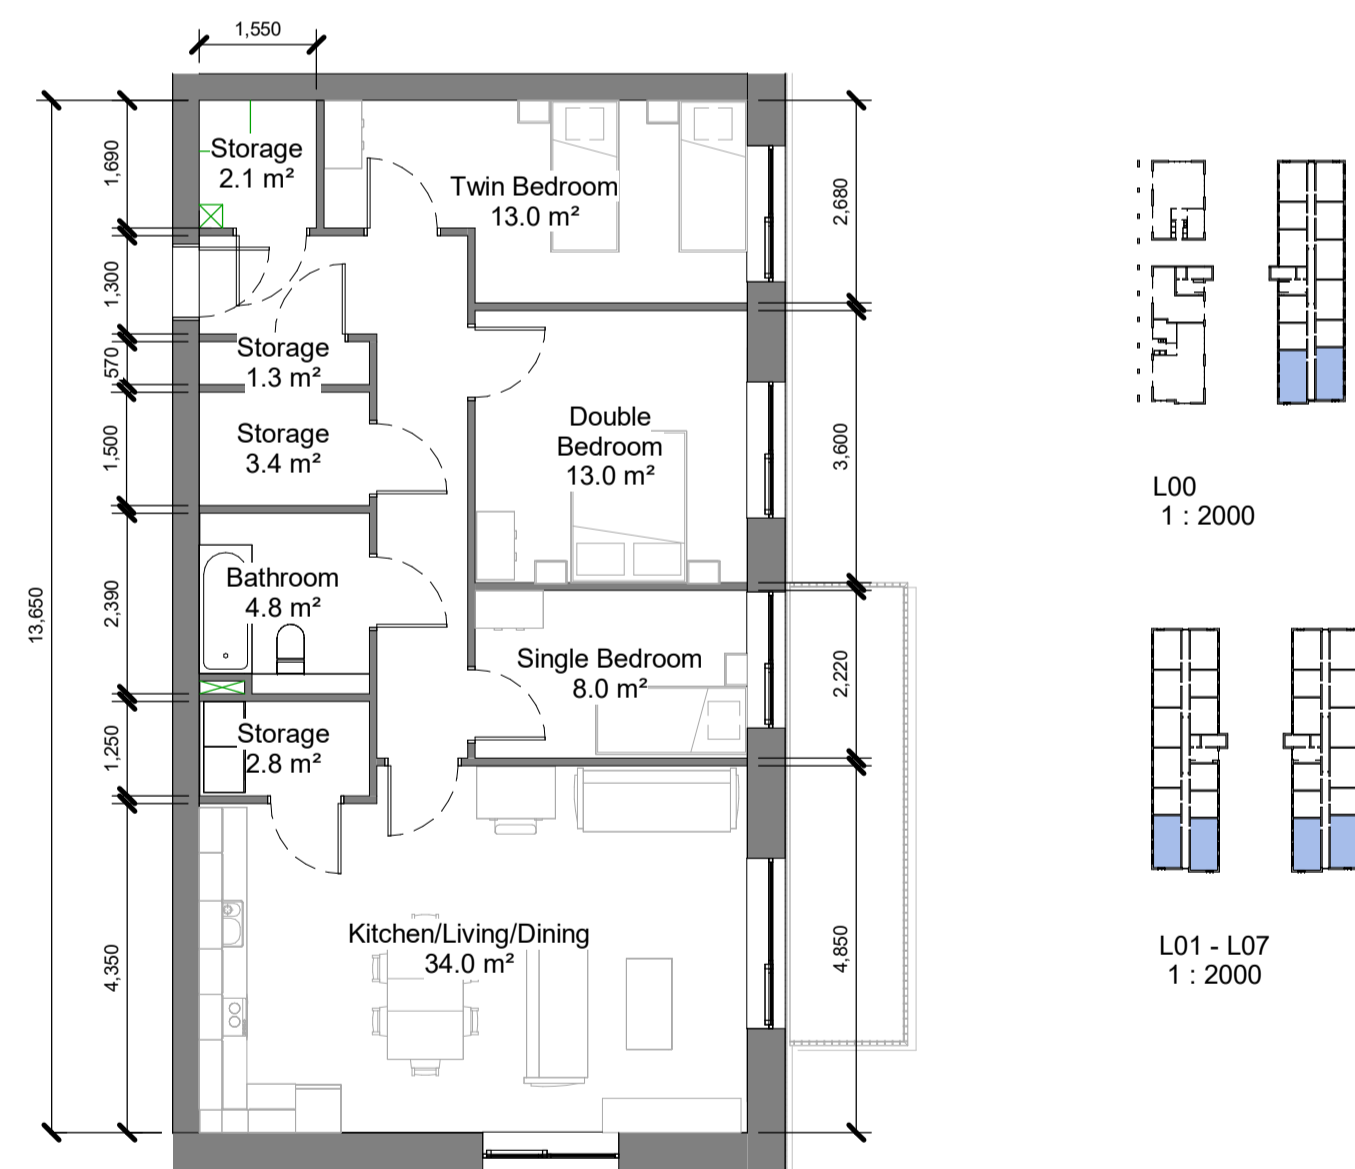 1,550
Storage
2.1 m²
Twin Bedroom
13.0 m²
1,690
2,680
1,300
Storage
1.3 m²
570
Storage
3.4 m²
1,500
Double
Bedroom
13.0 m²
3,600
13,650
Bathroom
4.8 m²
2,390
Single Bedroom
8.0 m²
2,220
Storage
2.8 m²
1,250
Kitchen/Living/Dining
34.0 m²
4,350
4,850
L00
1 : 2000
L01 - L07
1 : 2000